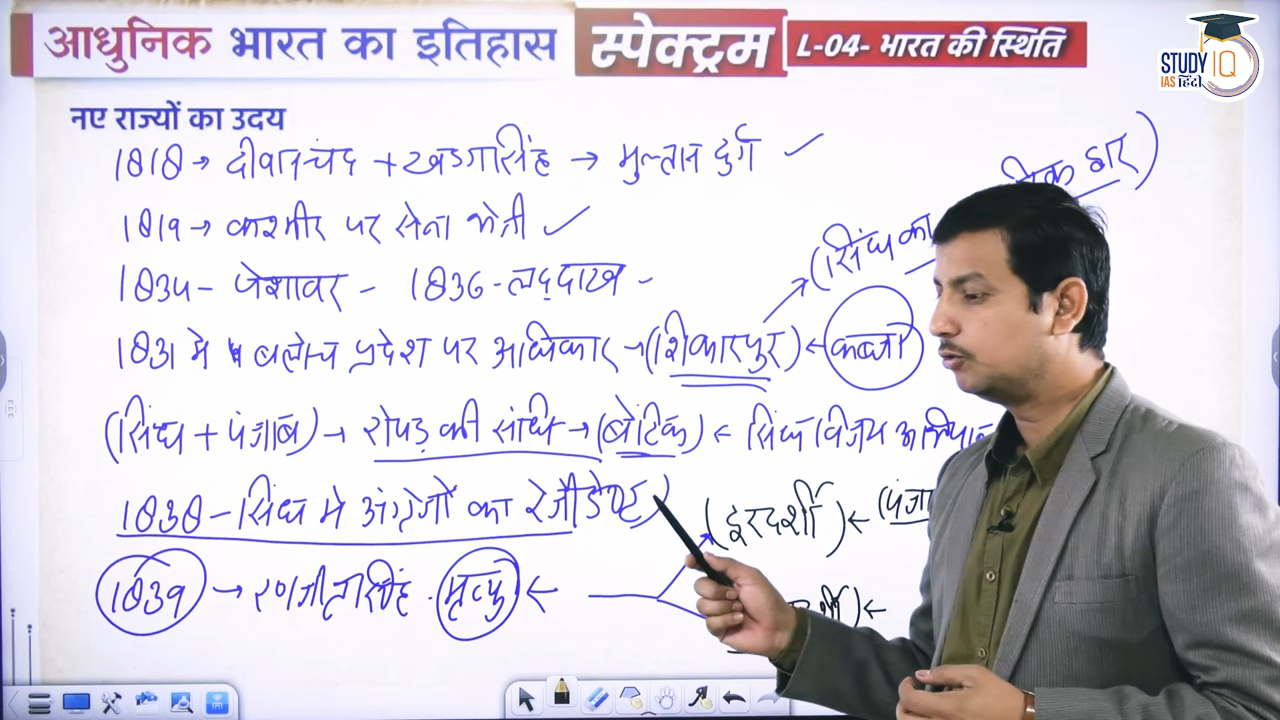 आधुनिक भारत का इतिहास स्पेक्ट्रम L-04- भारत की स्थिति
STUDY IQ
IAS हिंदी
नए राज्यों का उदय
1818 → दीवानचंद + खड्गसिंह → मुल्तान दुर्ग ✓
1819 → कश्मीर पर सेना भेजी ✓
1834 - पेशावर - 1836 - लद्दाख -
1831 मे बलोच प्रदेश पर अधिकार → (शिकारपुर) ← कब्जा
(सिंध का द्वार)
(सिंध + पंजाब) → रोपड़ की संधि → (बेंटिक) ← सिंध विजय अभियान
1838 - सिंध मे अंग्रेजों का रेजीडेण्ट
(दूरदर्शी) ← (पंजा
1839 → रणजीतसिंह मृत्यु ←